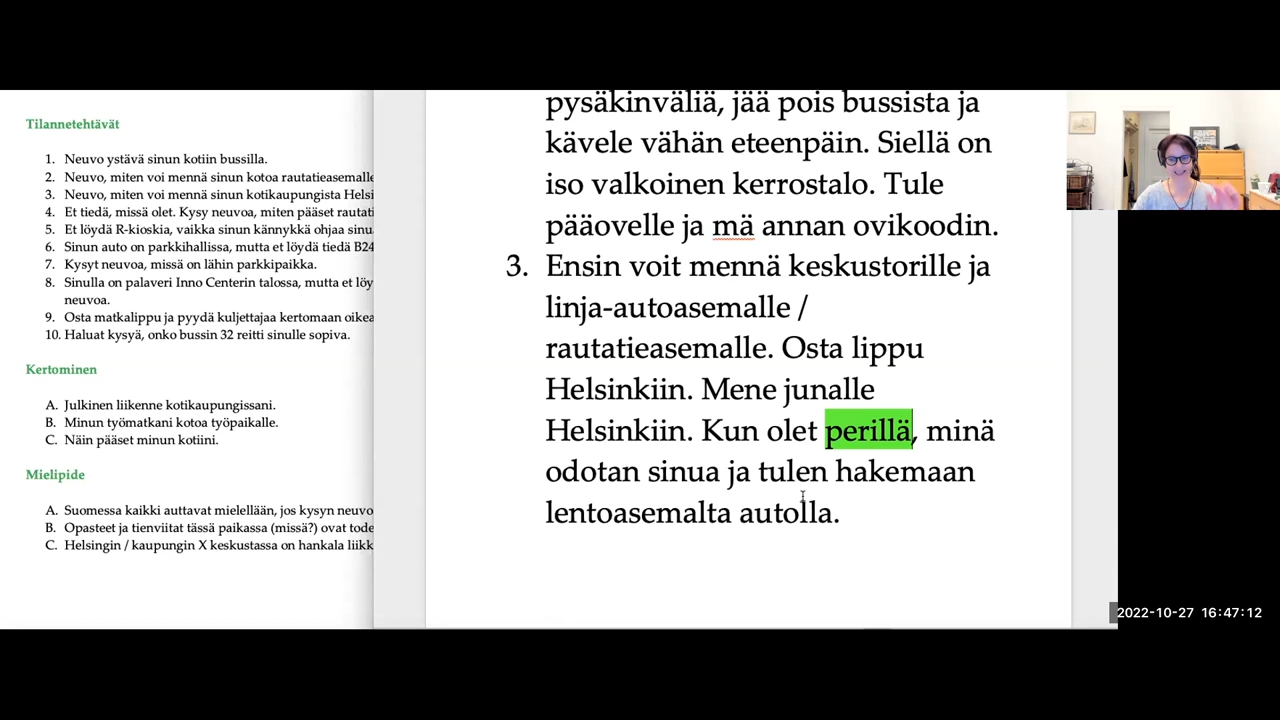 Tilannetehtävät
1. Neuvo ystävä sinun kotiin bussilla.
2. Neuvo, miten voi mennä sinun kotoa rautatieasemalle
3. Neuvo, miten voi mennä sinun kotikaupungista Helsi
4. Et tiedä, missä olet. Kysy neuvoa, miten pääset rautati
5. Et löydä R-kioskia, vaikka sinun kännykkä ohjaa sinu
6. Sinun auto on parkkihallissa, mutta et löydä tiedä B24
7. Kysyt neuvoa, missä on lähin parkkipaikka.
8. Sinulla on palaveri Inno Centerin talossa, mutta et löy
neuvoa.
9. Osta matkalippu ja pyydä kuljettajaa kertomaan oikea
10. Haluat kysyä, onko bussin 32 reitti sinulle sopiva.
Kertominen
A. Julkinen liikenne kotikaupungissani.
B. Minun työmatkani kotoa työpaikalle.
C. Näin pääset minun kotiini.
Mielipide
A. Suomessa kaikki auttavat mielellään, jos kysyn neuvo
B. Opasteet ja tienviitat tässä paikassa (missä?) ovat tode
C. Helsingin / kaupungin X keskustassa on hankala liikk
pysäkinväliä, jää pois bussista ja
kävele vähän eteenpäin. Siellä on
iso valkoinen kerrostalo. Tule
pääovelle ja mä annan ovikoodin.
3. Ensin voit mennä keskustorille ja
linja-autoasemalle /
rautatieasemalle. Osta lippu
Helsinkiin. Mene junalle
Helsinkiin. Kun olet perillä, minä
odotan sinua ja tulen hakemaan
lentoasemalta autolla.
2022-10-27 16:47:12